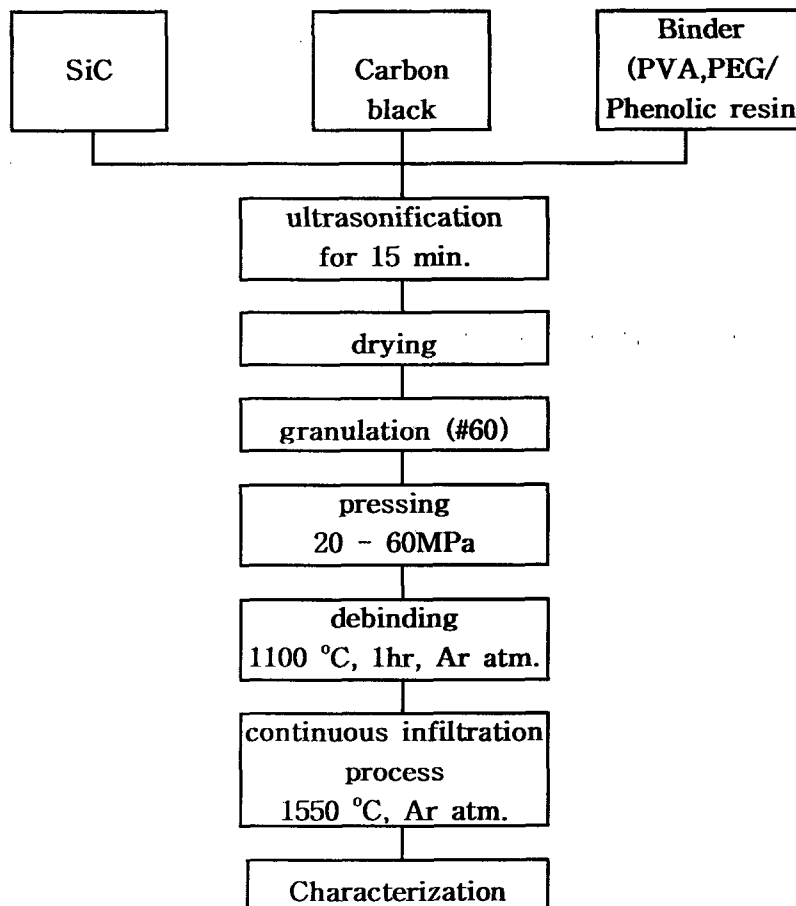 SiC
Carbon
black
Binder
(PVA,PEG/
Phenolic resin
ultrasonification
for 15 min.
drying
granulation (#60)
pressing
20 - 60MPa
debinding
1100 °C, 1hr, Ar atm.
continuous infiltration
process
1550 °C, Ar atm.
Characterization